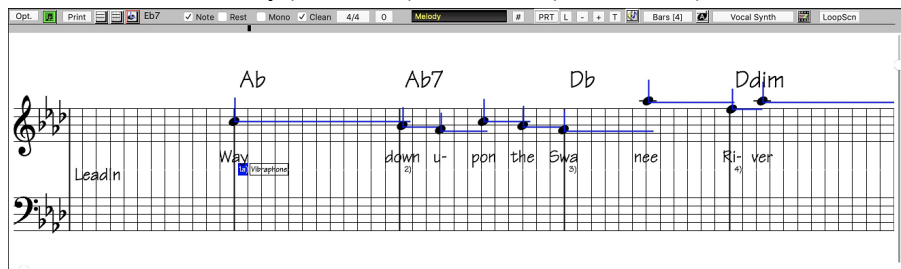 Opt. Print Eb7 Note Rest Mono Clean 4/4 0 Melody # PRT L - + T Bars [4] Vocal Synth LoopScn
Ab Ab7 Db Ddim
Way down u- pon the Swa nee Ri- ver
1a) Vibraphone 2) 3) 4)
LeadIn